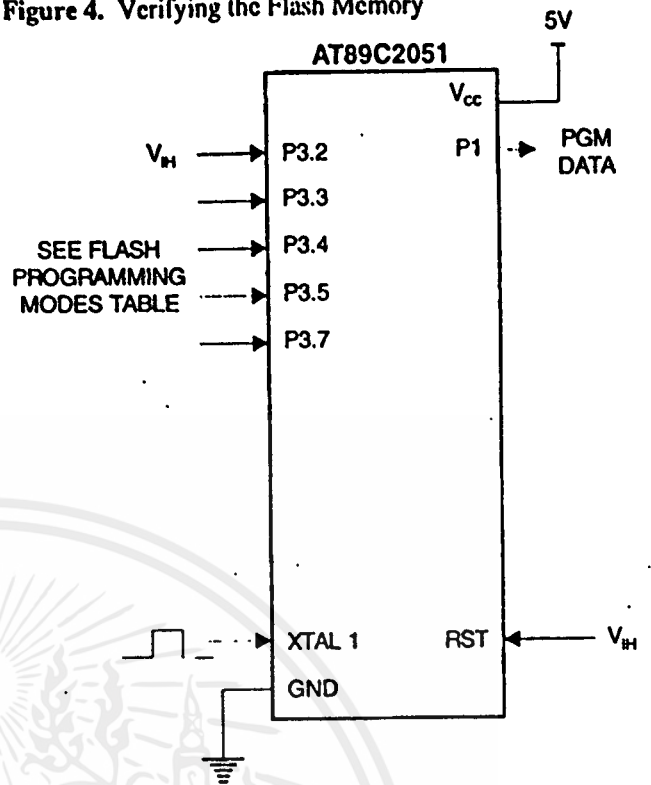 Figure 4. Verifying the Flash Memory
5V
AT89C2051
VCC
VIH
P3.2
P1
PGM
DATA
P3.3
SEE FLASH
PROGRAMMING
MODES TABLE
P3.4
P3.5
P3.7
XTAL 1
RST
VIH
GND